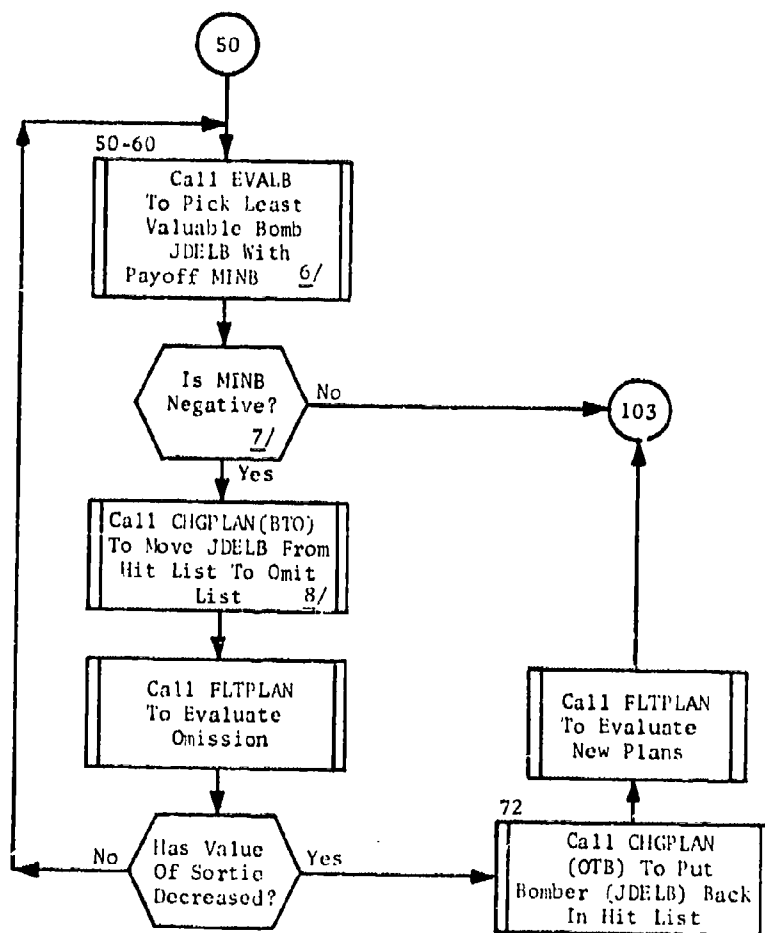 50
50-60
Call EVALB
To Pick Least
Valuable Bomb
JDELB With
Payoff MINB 6/
Is MINB
Negative?
7/
No
103
Yes
Call CHGPLAN(BTO)
To Move JDELB From
Hit List To Omit
List 8/
Call FLTPLAN
To Evaluate
Omission
Call FLTPLAN
To Evaluate
New Plans
Has Value
Of Sortie
Decreased?
No
Yes
72
Call CHGPLAN
(OTB) To Put
Bomber (JDELB) Back
In Hit List